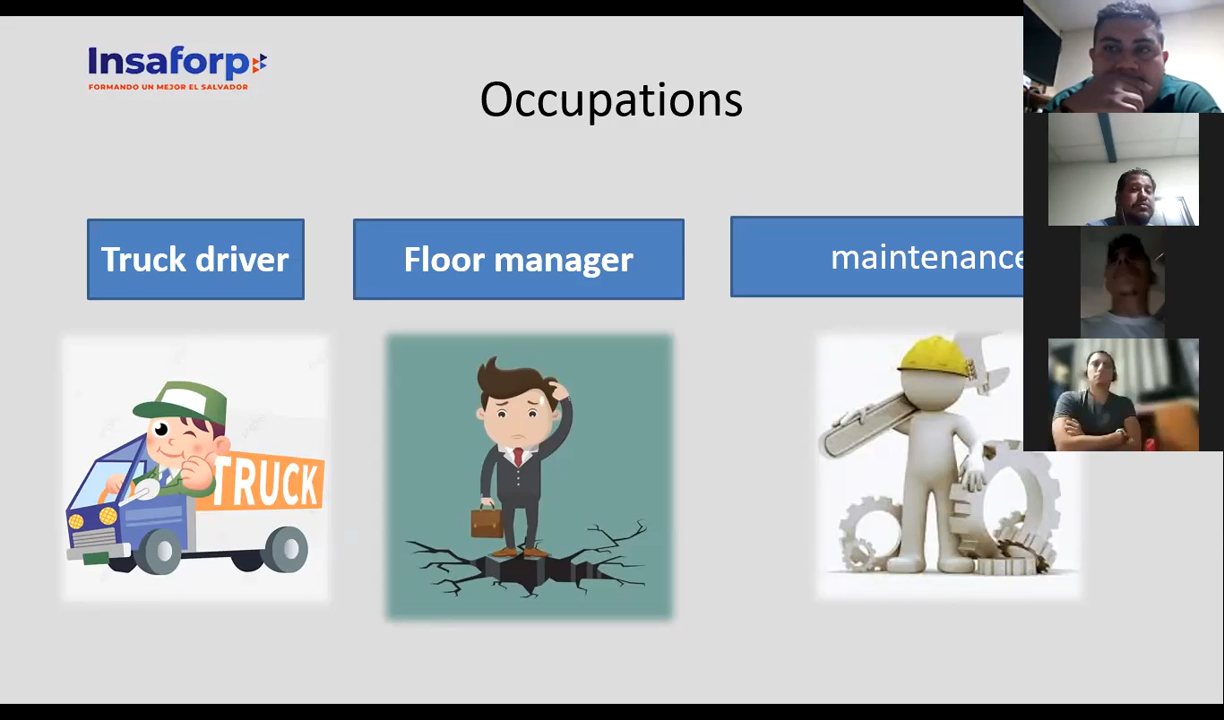 Insaforp
FORMANDO UN MEJOR EL SALVADOR
Occupations
Truck driver
Floor manager
maintenance
TRUCK